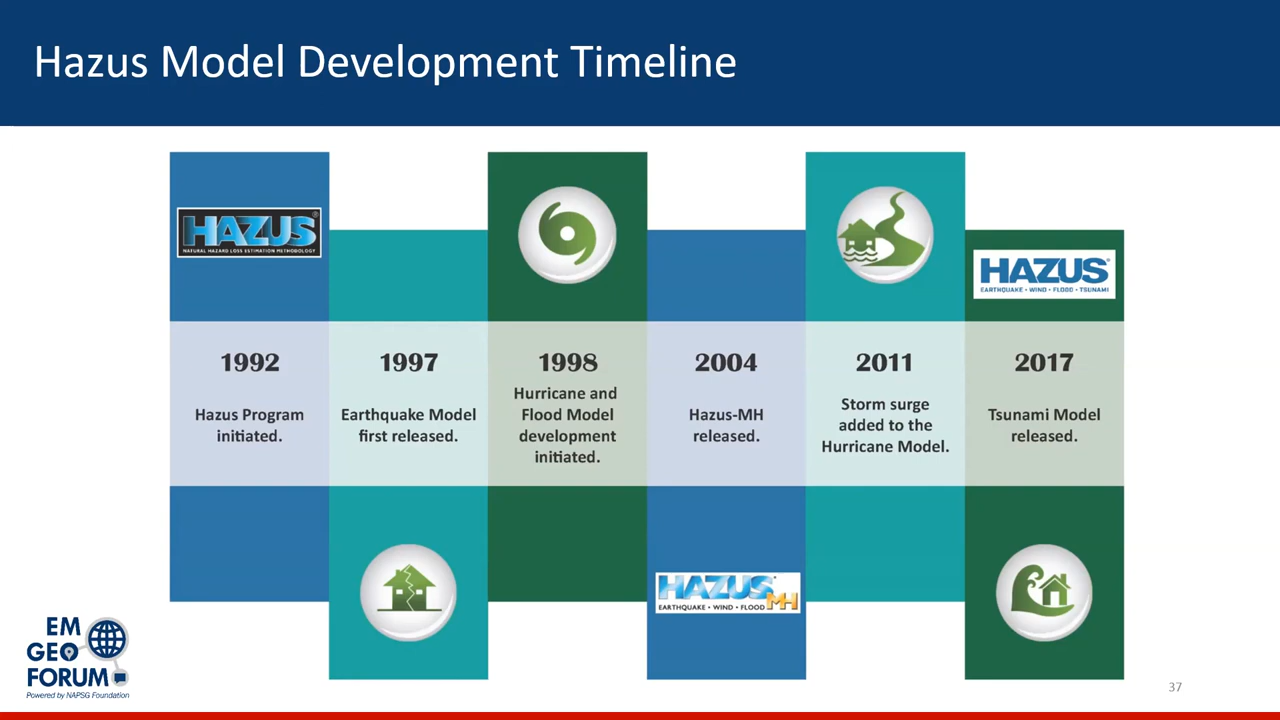 Hazus Model Development Timeline
HAZUS®
NATURAL HAZARD LOSS ESTIMATION METHODOLOGY
1992
Hazus Program
initiated.
1997
Earthquake Model
first released.
1998
Hurricane and
Flood Model
development
initiated.
HAZUS MH
EARTHQUAKE • WIND • FLOOD
2004
Hazus-MH
released.
2011
Storm surge
added to the
Hurricane Model.
HAZUS®
EARTHQUAKE • WIND • FLOOD • TSUNAMI
2017
Tsunami Model
released.
EM
GEO
FORUM
Powered by NAPSG Foundation
37